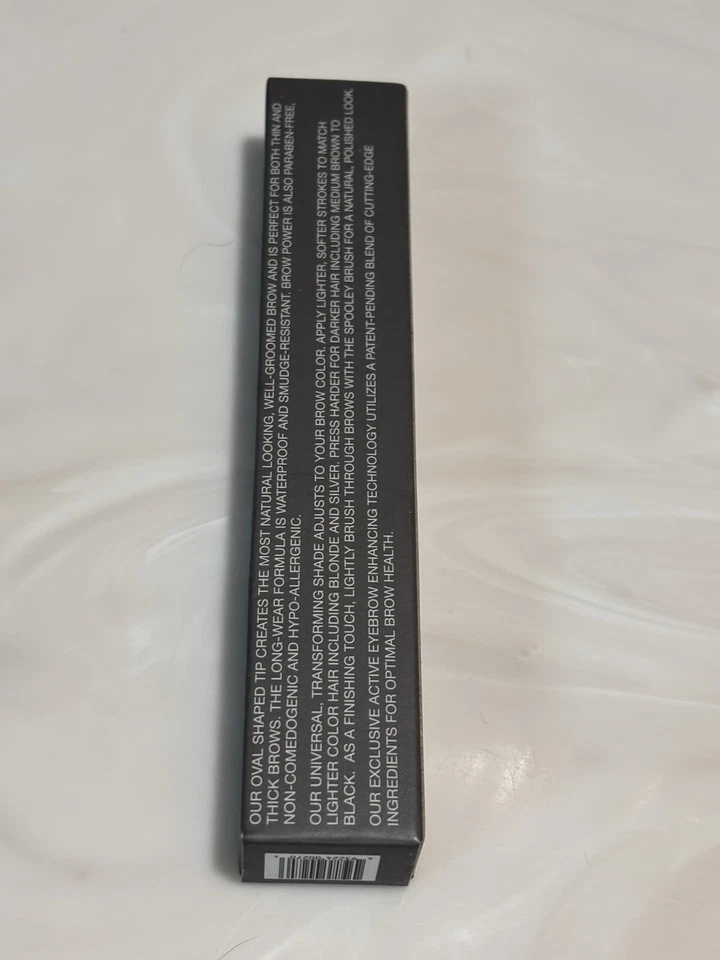 OUR OVAL SHAPED TIP CREATES THE MOST NATURAL LOOKING, WELL-GROOMED BROW AND IS PERFECT FOR BOTH THIN AND
THICK BROWS. THE LONG-WEAR FORMULA IS WATERPROOF AND SMUDGE-RESISTANT. BROW POWER IS ALSO PARABEN-FREE,
NON-COMEDOGENIC AND HYPO-ALLERGENIC.
OUR UNIVERSAL, TRANSFORMING SHADE ADJUSTS TO YOUR BROW COLOR. APPLY LIGHTER, SOFTER STROKES TO MATCH
LIGHTER COLOR HAIR INCLUDING BLONDE AND SILVER. PRESS HARDER FOR DARKER HAIR INCLUDING MEDIUM BROWN TO
BLACK. AS A FINISHING TOUCH, LIGHTLY BRUSH THROUGH BROWS WITH THE SPOOLEY BRUSH FOR A NATURAL, POLISHED LOOK.
OUR EXCLUSIVE ACTIVE EYEBROW ENHANCING TECHNOLOGY UTILIZES A PATENT-PENDING BLEND OF CUTTING-EDGE
INGREDIENTS FOR OPTIMAL BROW HEALTH.